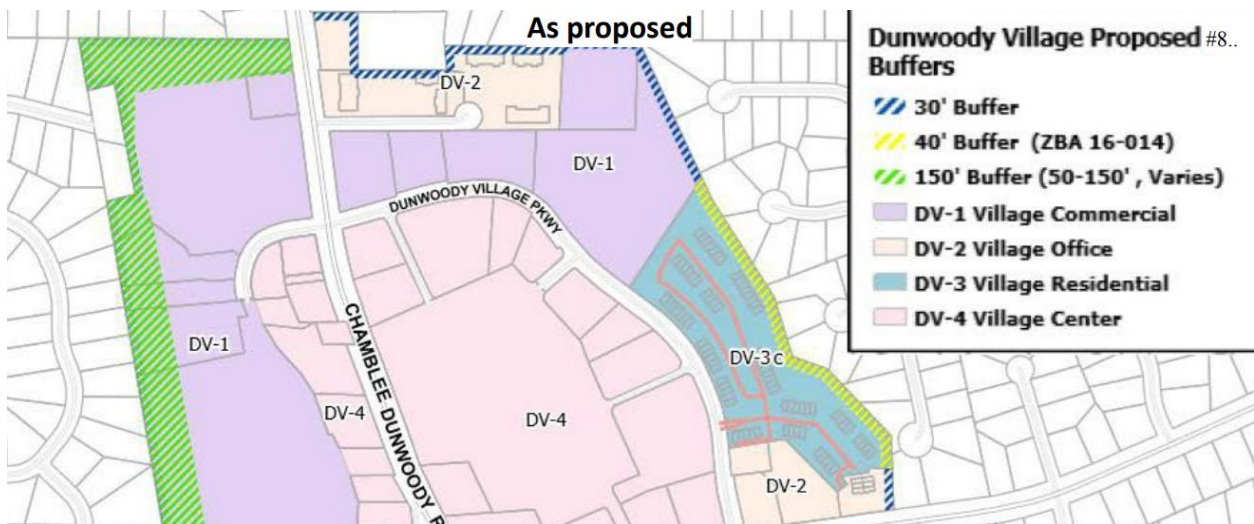 As proposed
Dunwoody Village Proposed #8..
Buffers
30' Buffer
40' Buffer (ZBA 16-014)
150' Buffer (50-150' , Varies)
DV-1 Village Commercial
DV-2 Village Office
DV-3 Village Residential
DV-4 Village Center
DV-2
DV-1
DUNWOODY VILLAGE PKWY
DV-1
CHAMBLEE DUNWOODY R
DV-3c
DV-4
DV-4
DV-2